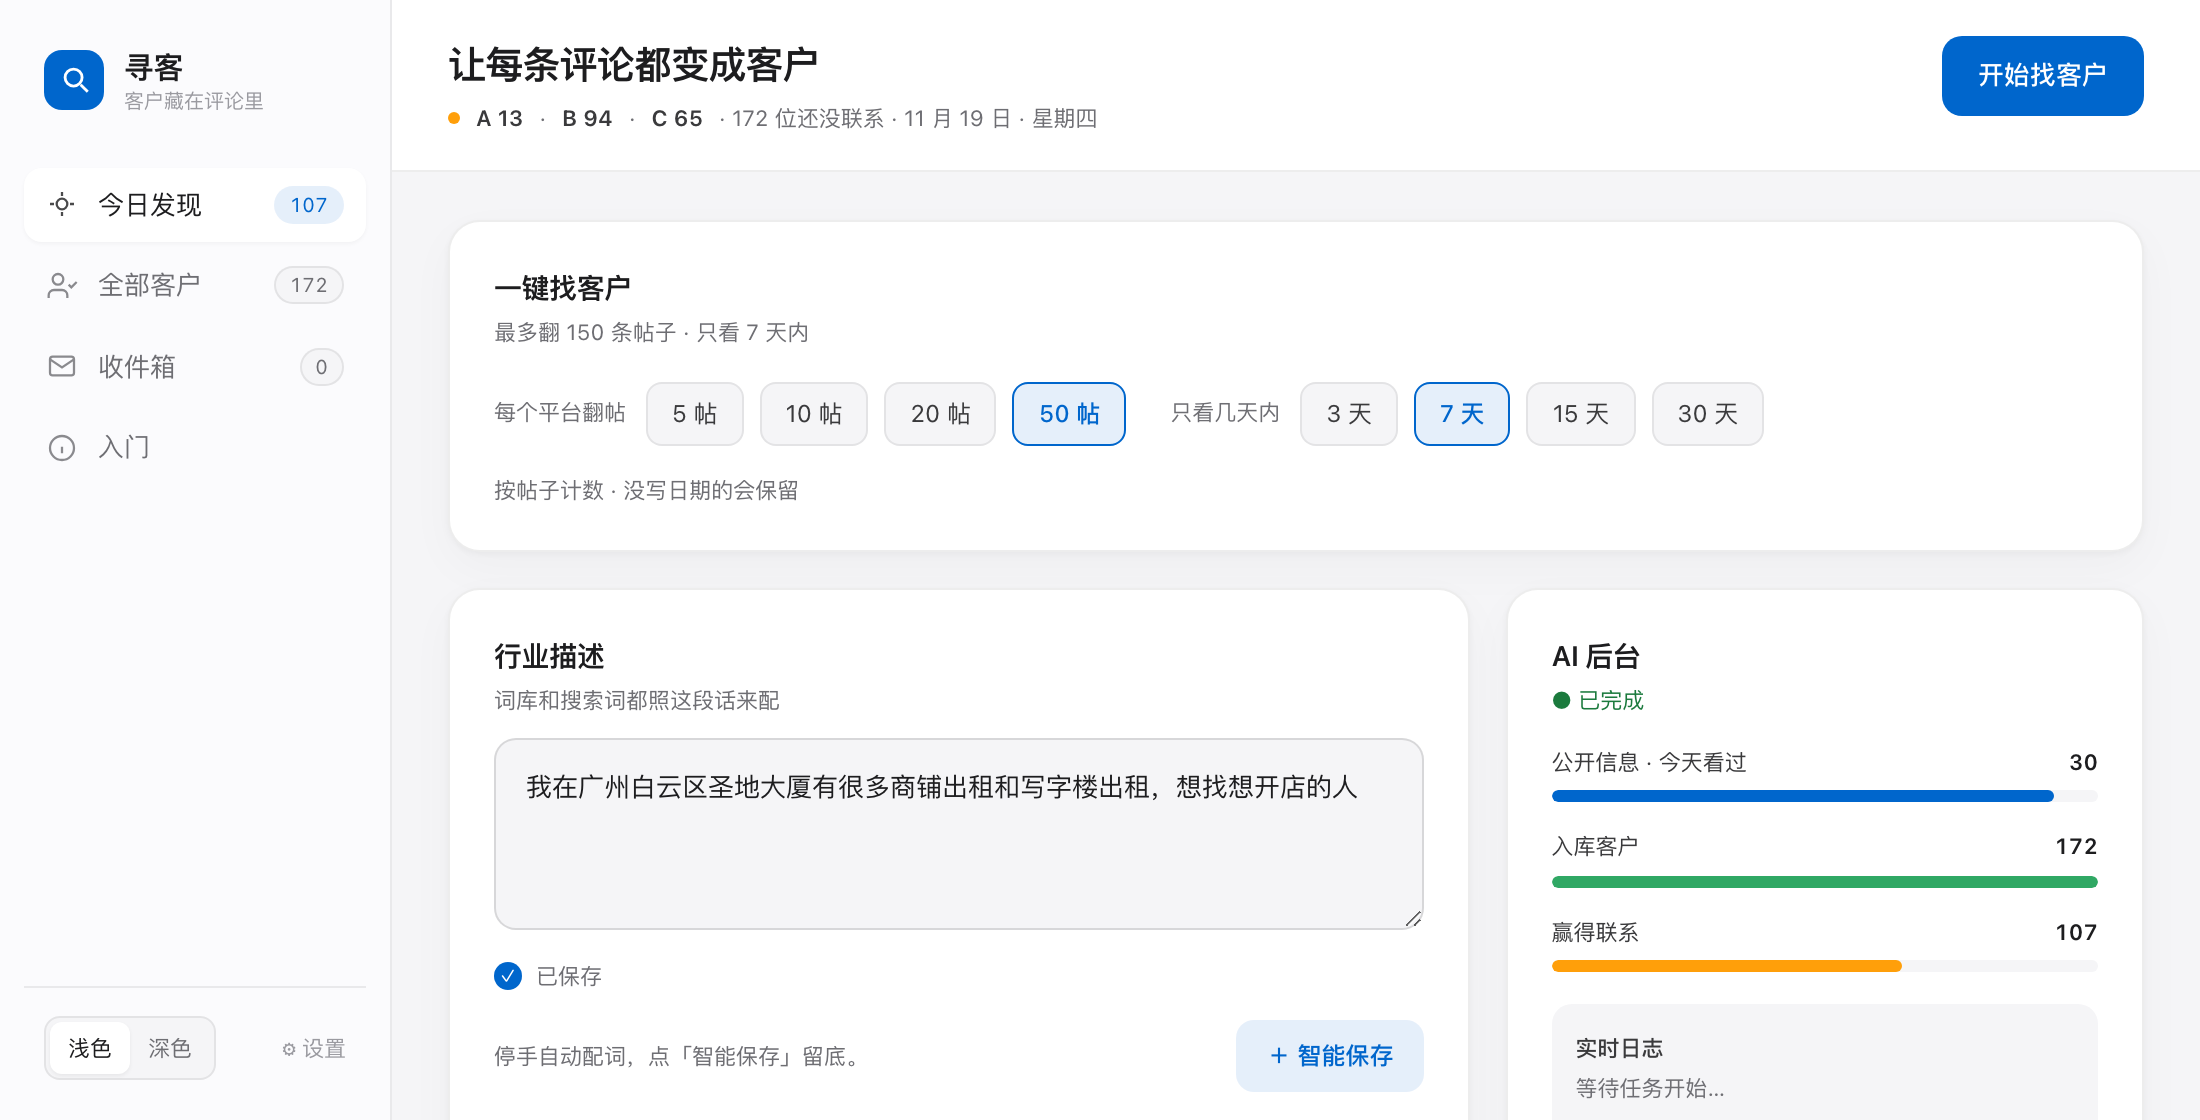 寻客
客户藏在评论里
今日发现 107
全部客户 172
收件箱 0
入门
浅色 深色 设置
让每条评论都变成客户
A 13 · B 94 · C 65 · 172 位还没联系 · 11 月 19 日 · 星期四
开始找客户
一键找客户
最多翻 150 条帖子 · 只看 7 天内
每个平台翻帖 5 帖 10 帖 20 帖 50 帖 只看几天内 3 天 7 天 15 天 30 天
按帖子计数 · 没写日期的会保留
行业描述
词库和搜索词都照这段话来配
我在广州白云区圣地大厦有很多商铺出租和写字楼出租，想找想开店的人
已保存
停手自动配词，点「智能保存」留底。
+ 智能保存
AI 后台
已完成
公开信息 · 今天看过 30
入库客户 172
赢得联系 107
实时日志
等待任务开始...